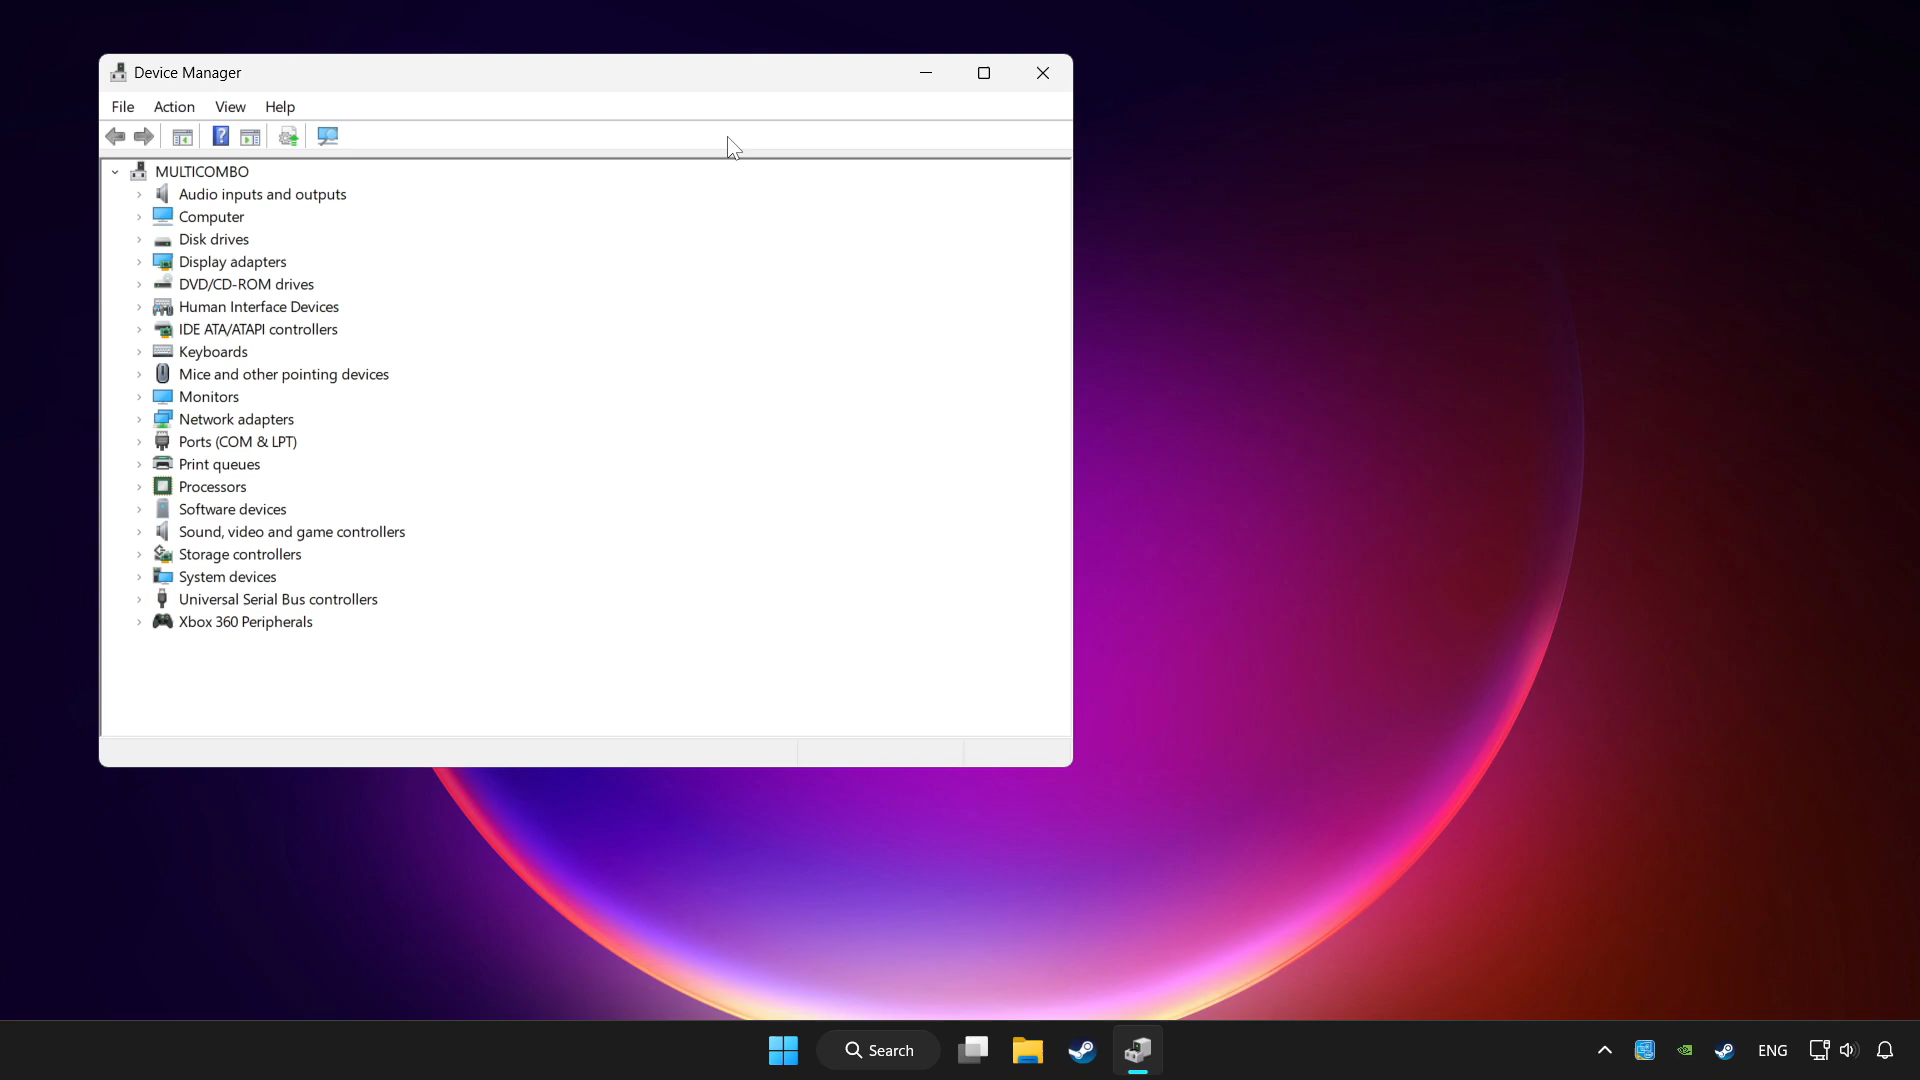 Device Manager
File Action View Help
MULTICOMBO
Audio inputs and outputs
Computer
Disk drives
Display adapters
DVD/CD-ROM drives
Human Interface Devices
IDE ATA/ATAPI controllers
Keyboards
Mice and other pointing devices
Monitors
Network adapters
Ports (COM & LPT)
Print queues
Processors
Software devices
Sound, video and game controllers
Storage controllers
System devices
Universal Serial Bus controllers
Xbox 360 Peripherals
Search
ENG